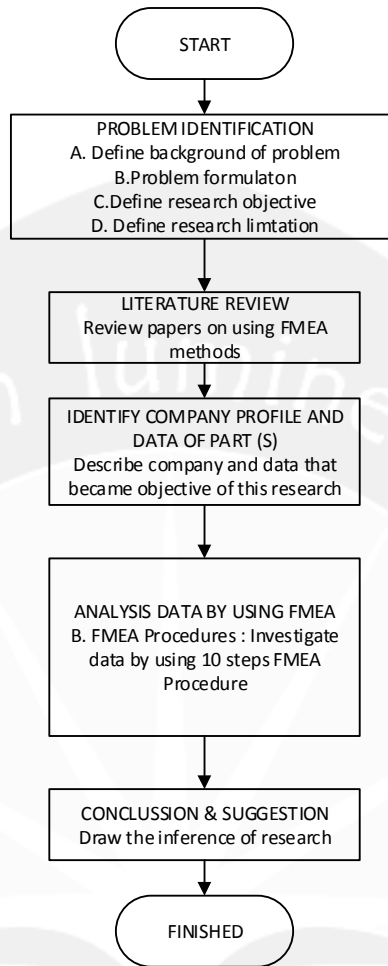 START
PROBLEM IDENTIFICATION
A. Define background of problem
B.Problem formulaton
C.Define research objective
D. Define research limtation
LITERATURE REVIEW
Review papers on using FMEA
methods
IDENTIFY COMPANY PROFILE AND
DATA OF PART (S)
Describe company and data that
became objective of this research
ANALYSIS DATA BY USING FMEA
B. FMEA Procedures : Investigate
data by using 10 steps FMEA
Procedure
CONCLUSSION & SUGGESTION
Draw the inference of research
FINISHED